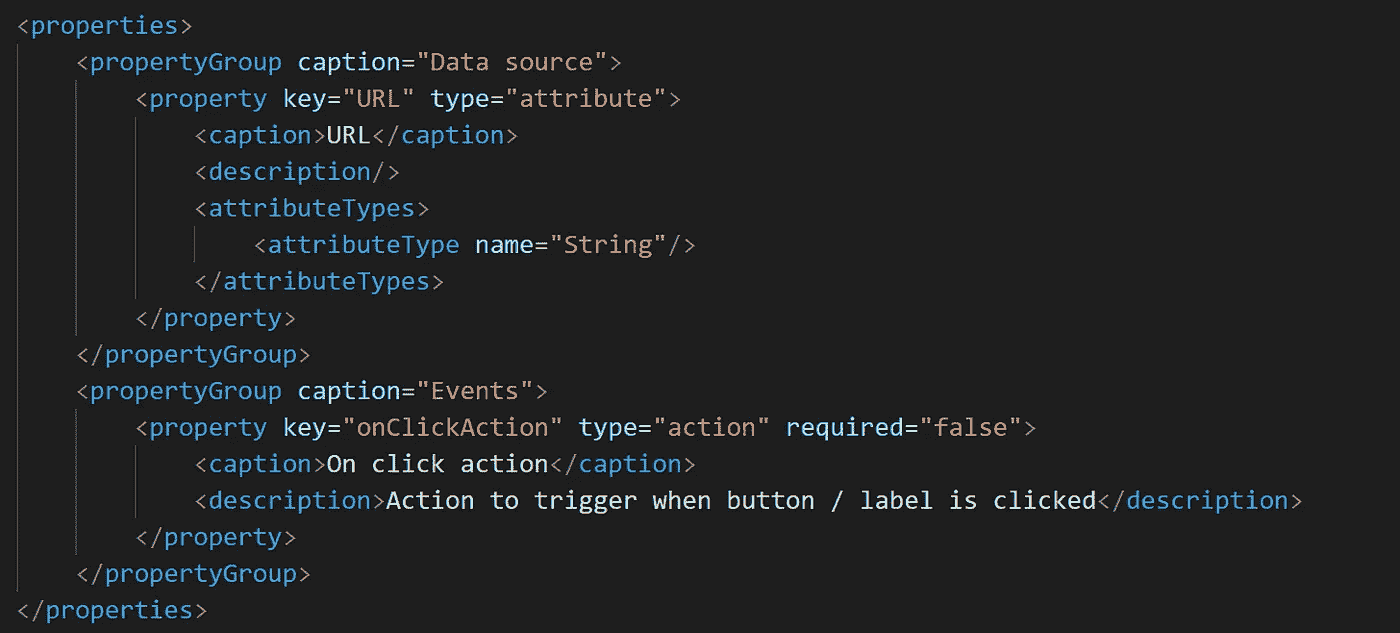 <properties>
    <propertyGroup caption="Data source">
        <property key="URL" type="attribute">
            <caption>URL</caption>
            <description/>
            <attributeTypes>
                <attributeType name="String"/>
            </attributeTypes>
        </property>
    </propertyGroup>
    <propertyGroup caption="Events">
        <property key="onClickAction" type="action" required="false">
            <caption>On click action</caption>
            <description>Action to trigger when button / label is clicked</description>
        </property>
    </propertyGroup>
</properties>